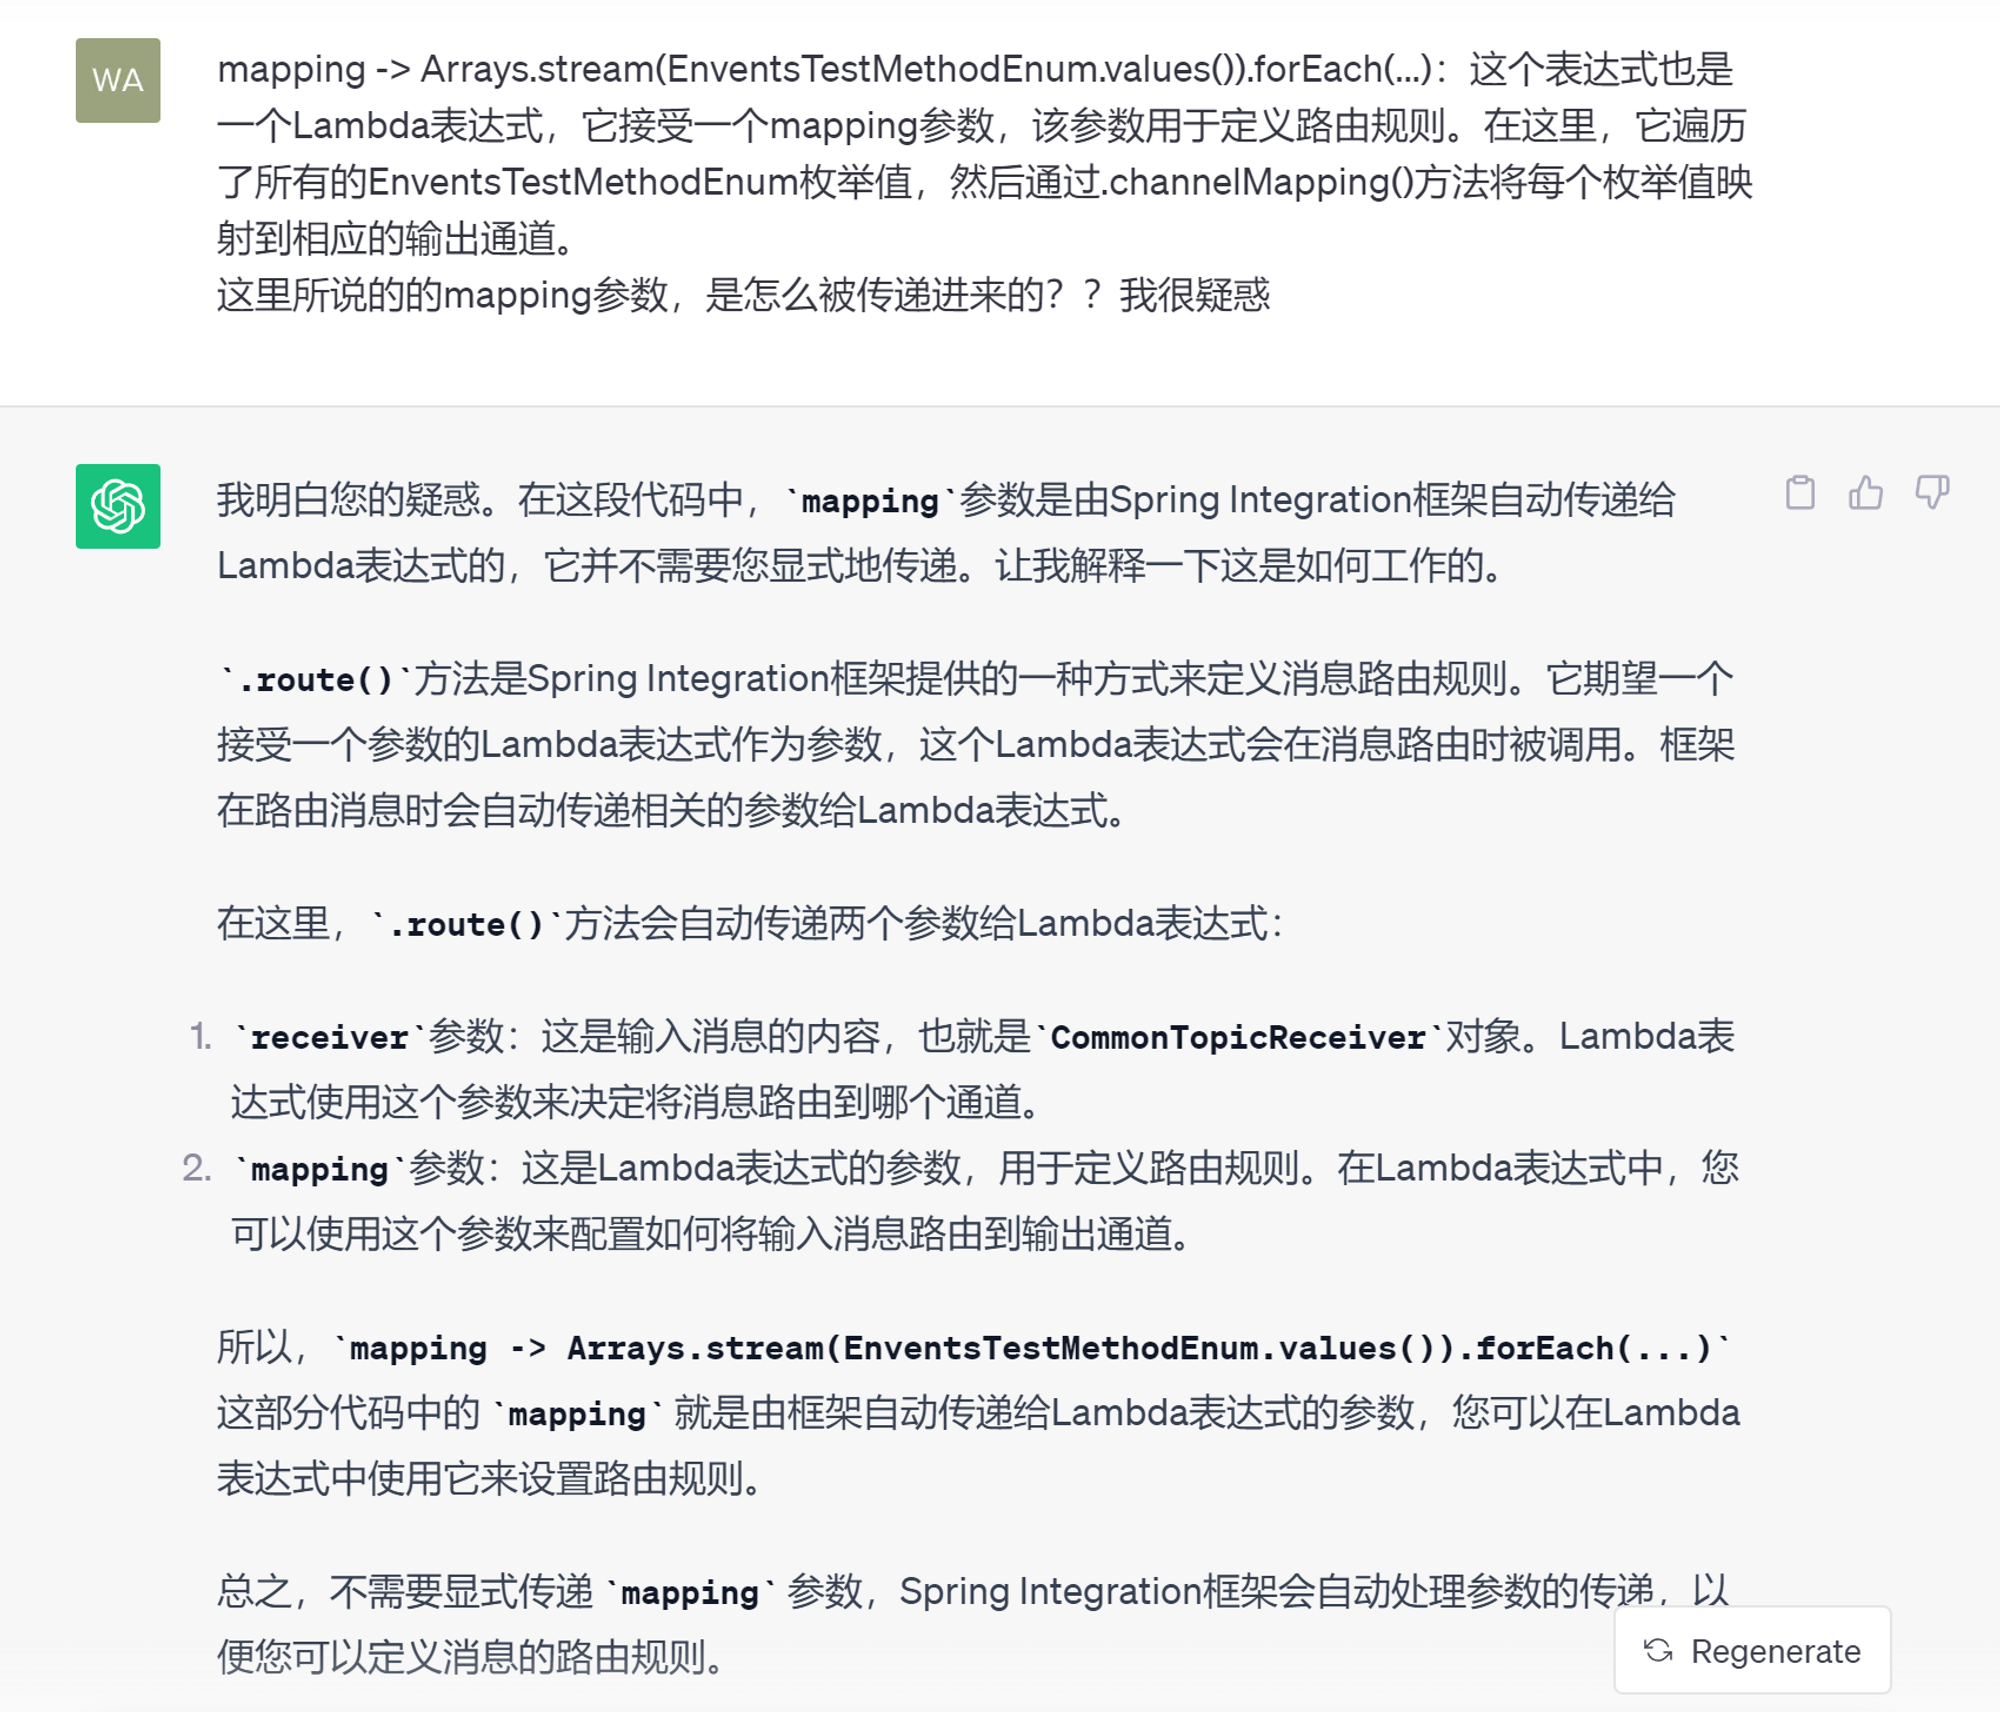 WA
mapping -> Arrays.stream(EnventsTestMethodEnum.values()).forEach(...)：这个表达式也是
一个Lambda表达式，它接受一个mapping参数，该参数用于定义路由规则。在这里，它遍历
了所有的EnventsTestMethodEnum枚举值，然后通过.channelMapping()方法将每个枚举值映
射到相应的输出通道。
这里所说的的mapping参数，是怎么被传递进来的？？我很疑惑
我明白您的疑惑。在这段代码中，`mapping`参数是由Spring Integration框架自动传递给
Lambda表达式的，它并不需要您显式地传递。让我解释一下这是如何工作的。
`.route()`方法是Spring Integration框架提供的一种方式来定义消息路由规则。它期望一个
接受一个参数的Lambda表达式作为参数，这个Lambda表达式会在消息路由时被调用。框架
在路由消息时会自动传递相关的参数给Lambda表达式。
在这里，`.route()`方法会自动传递两个参数给Lambda表达式：
1. `receiver`参数：这是输入消息的内容，也就是`CommonTopicReceiver`对象。Lambda表
达式使用这个参数来决定将消息路由到哪个通道。
2. `mapping`参数：这是Lambda表达式的参数，用于定义路由规则。在Lambda表达式中，您
可以使用这个参数来配置如何将输入消息路由到输出通道。
所以，`mapping -> Arrays.stream(EnventsTestMethodEnum.values()).forEach(...)`
这部分代码中的 `mapping` 就是由框架自动传递给Lambda表达式的参数，您可以在Lambda
表达式中使用它来设置路由规则。
总之，不需要显式传递 `mapping` 参数，Spring Integration框架会自动处理参数的传递，以
便您可以定义消息的路由规则。
Regenerate